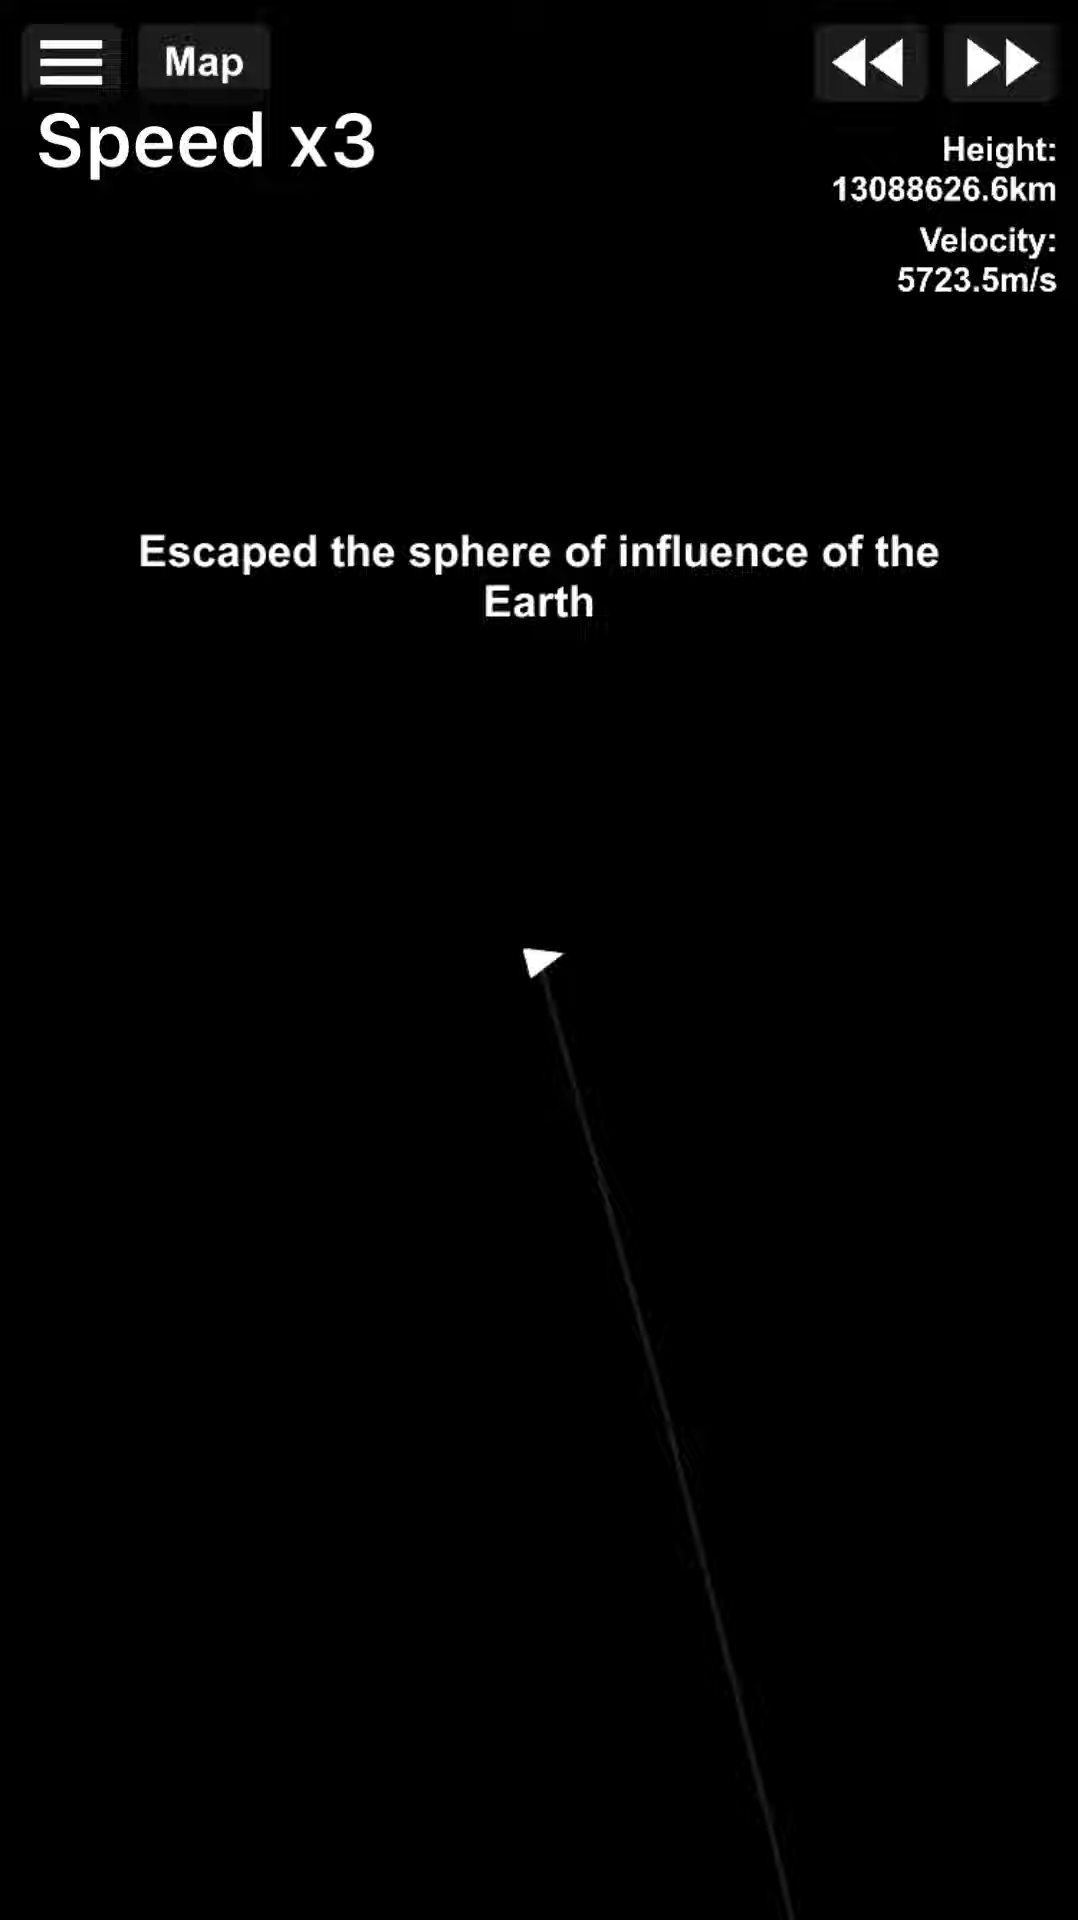 Map
Speed x3
Height:
13088626.6km
Velocity:
5723.5m/s
Escaped the sphere of influence of the
Earth